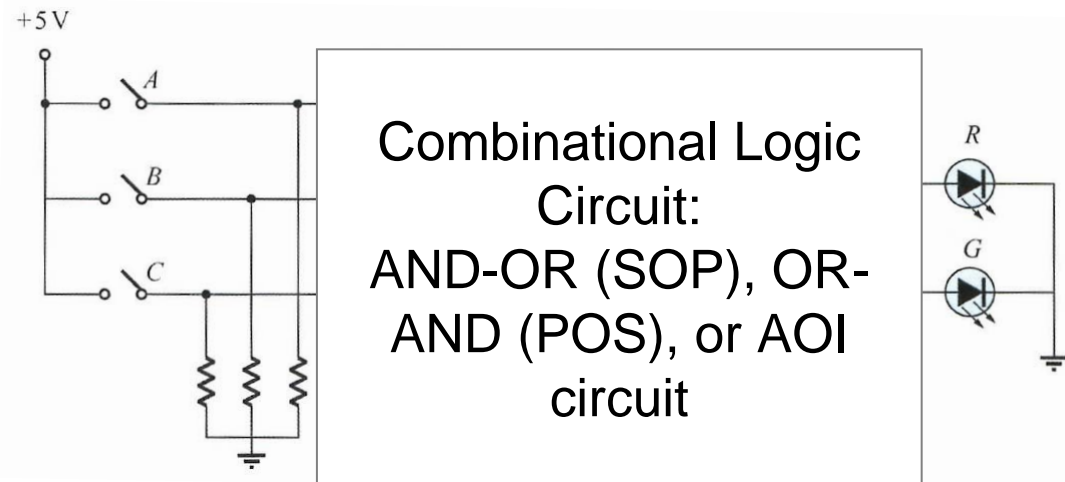 +5V
A
B
C
Combinational Logic
Circuit:
AND-OR (SOP), OR-
AND (POS), or AOI
circuit
R
G